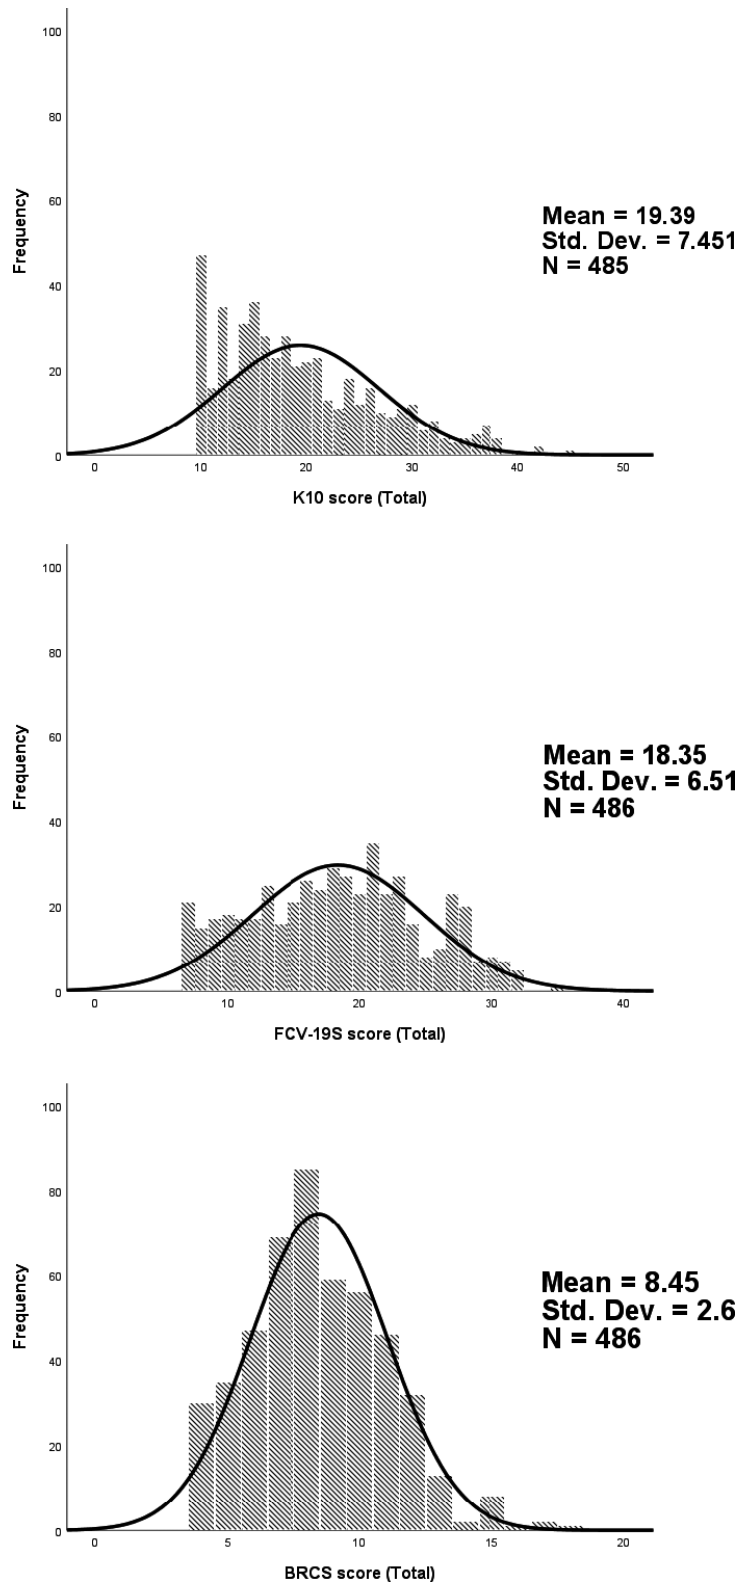 100
80
60
40
20
0
Frequency
Mean = 19.39
Std. Dev. = 7.451
N = 485
0 10 20 30 40 50
K10 score (Total)
100
80
60
40
20
0
Frequency
Mean = 18.35
Std. Dev. = 6.51
N = 486
0 10 20 30 40
FCV-19S score (Total)
100
80
60
40
20
0
Frequency
Mean = 8.45
Std. Dev. = 2.6
N = 486
0 5 10 15 20
BRCS score (Total)